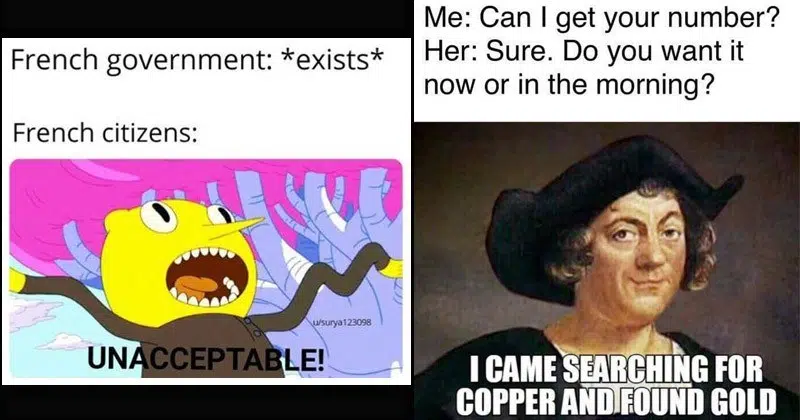 French government: *exists*
French citizens:
u/surya123098
UNACCEPTABLE!
Me: Can I get your number?
Her: Sure. Do you want it
now or in the morning?
I CAME SEARCHING FOR
COPPER AND FOUND GOLD